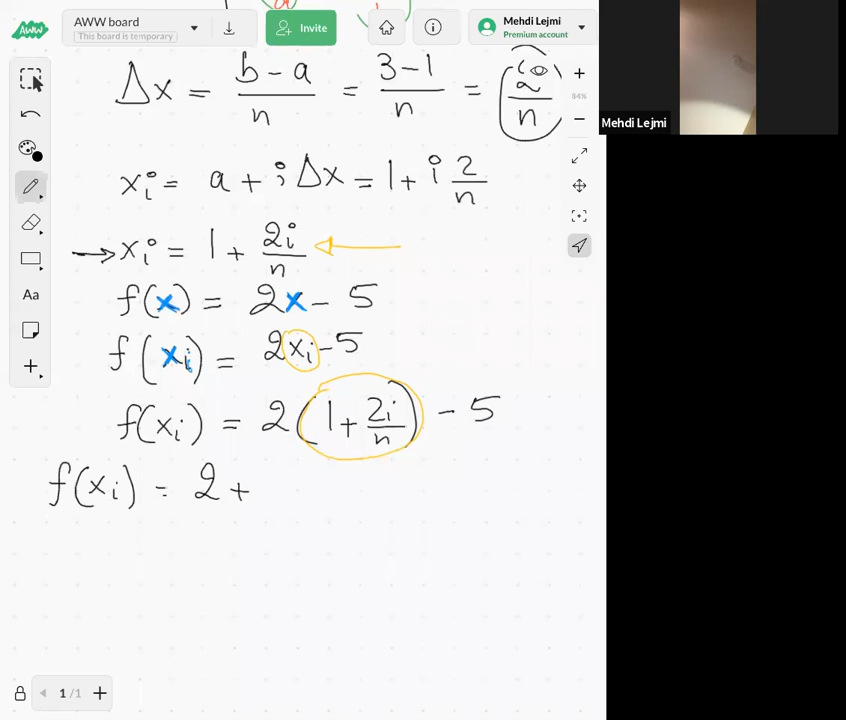 AWW
AWW board
This board is temporary
Invite
Mehdi Lejmi
Premium account
Δx = b - a / n = 3 - 1 / n = 2 / n
84%
Mehdi Lejmi
xi = a + i Δx = 1 + i 2/n
→ xi = 1 + 2i/n
f(x) = 2x - 5
f(xi) = 2xi - 5
Aa
f(xi) = 2(1 + 2i/n) - 5
f(xi) = 2 +
1 / 1